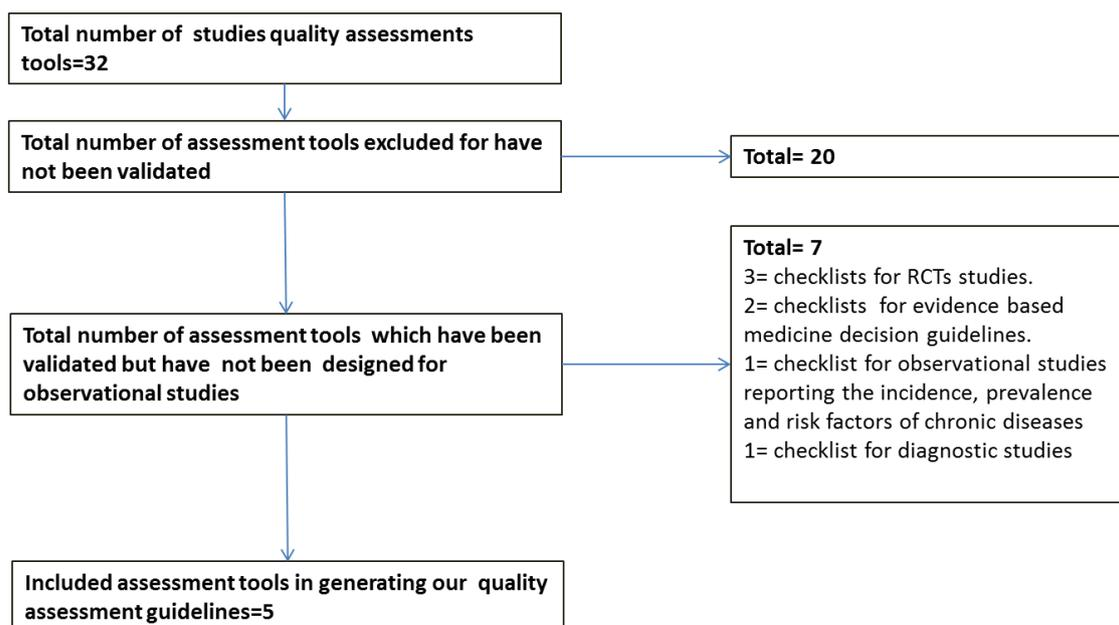 Total number of studies quality assessments
tools=32
Total number of assessment tools excluded for have
not been validated
Total= 20
Total= 7
3= checklists for RCTs studies.
2= checklists for evidence based
medicine decision guidelines.
1= checklist for observational studies
reporting the incidence, prevalence
and risk factors of chronic diseases
1= checklist for diagnostic studies
Total number of assessment tools which have been
validated but have not been designed for
observational studies
Included assessment tools in generating our quality
assessment guidelines=5